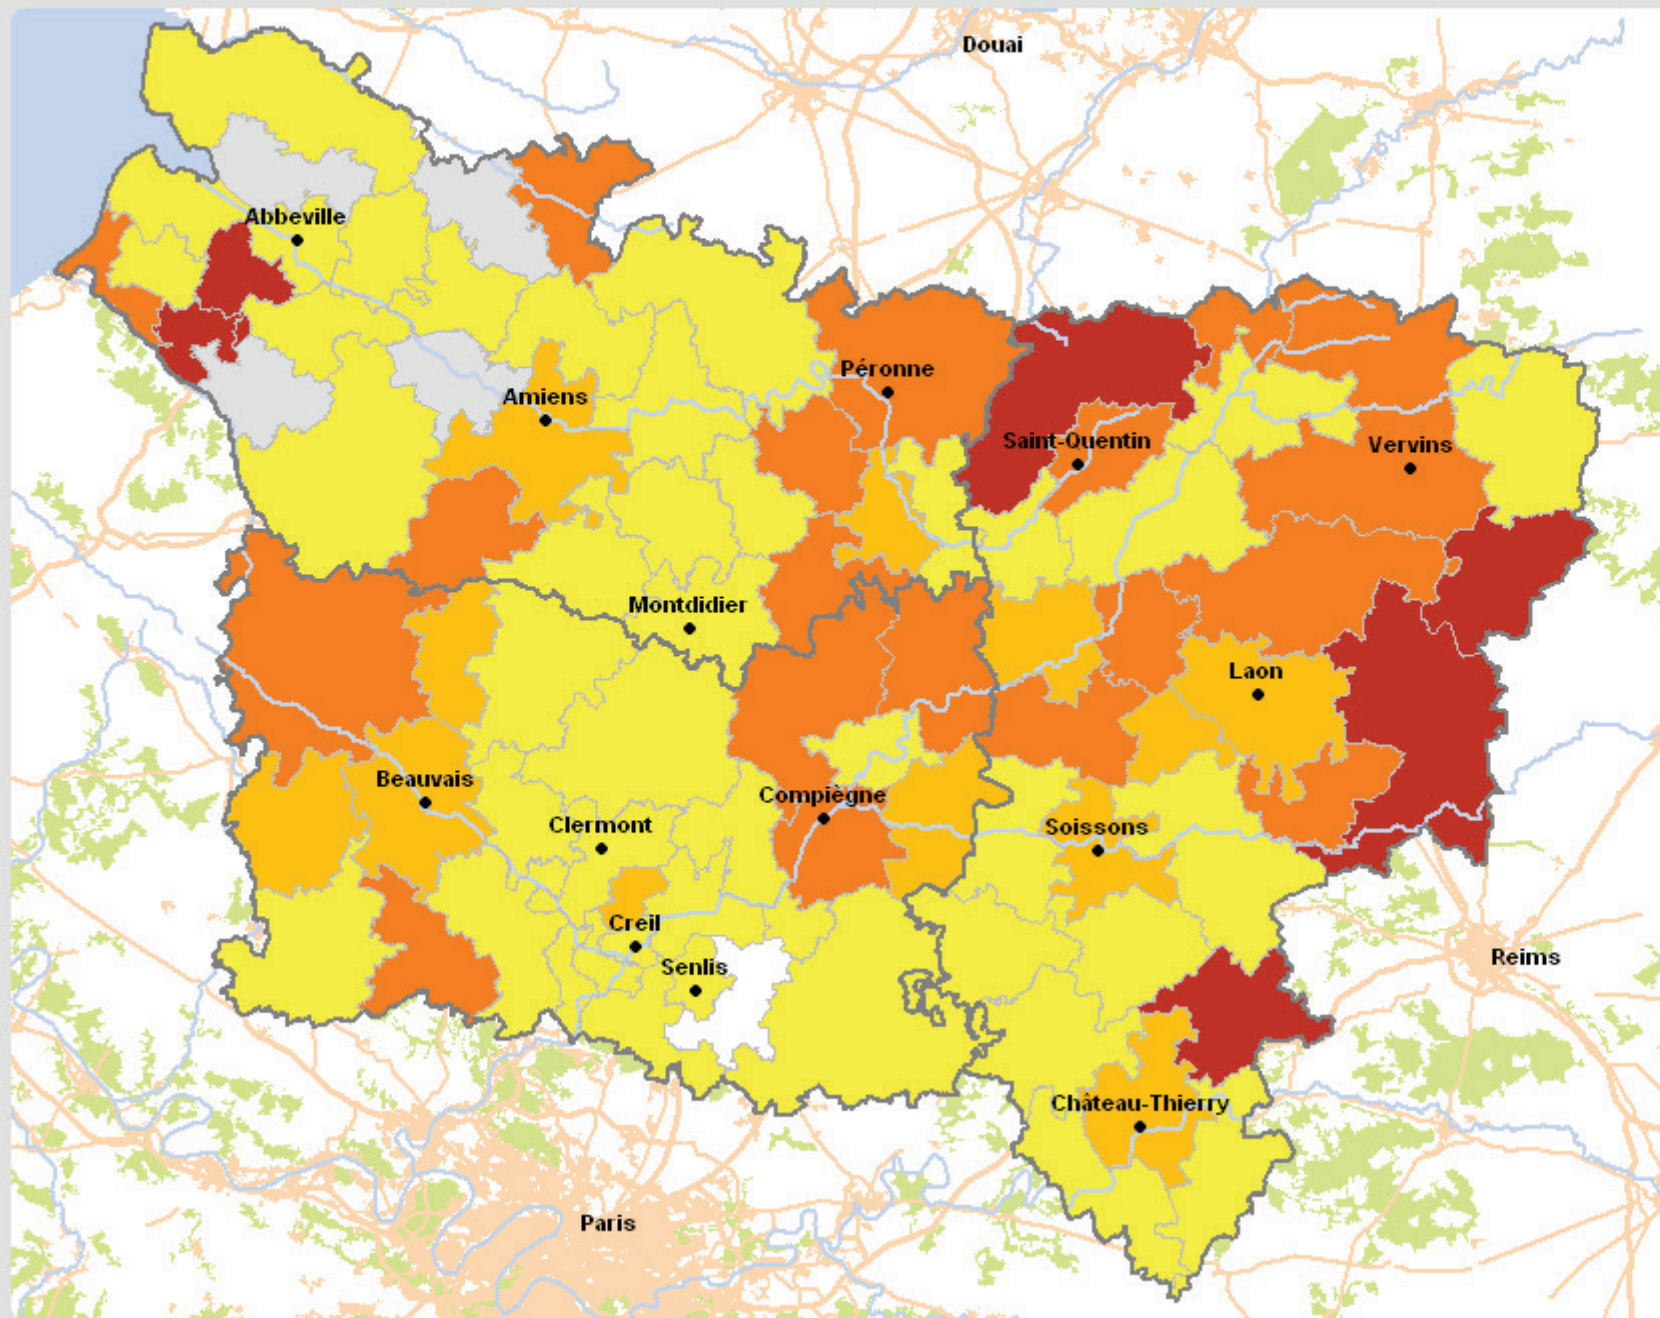 Douai
Abbeville
Péronne
Amiens
Saint-Quentin
Vervins
Montdidier
Laon
Beauvais
Compiègne
Clermont
Soissons
Creil
Senlis
Reims
Château-Thierry
Paris